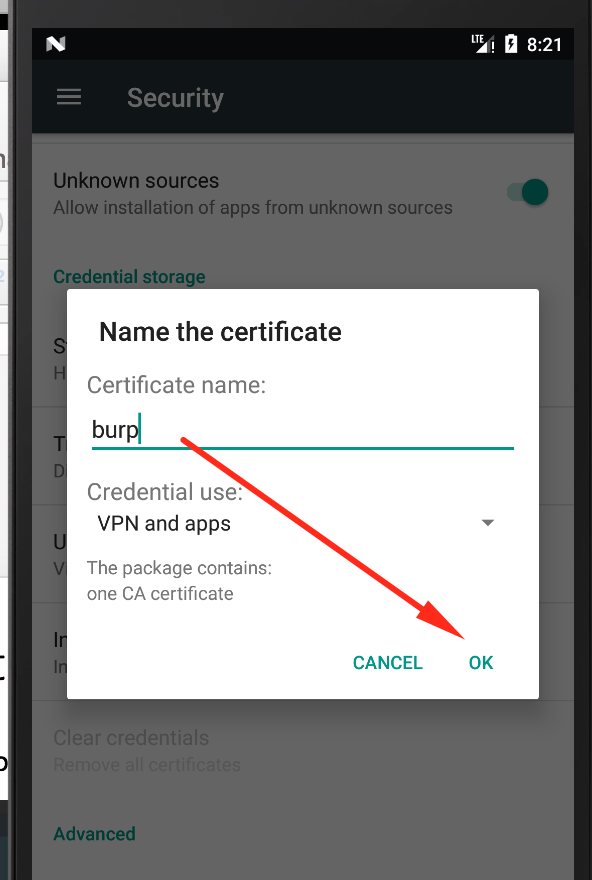 LTE 8:21
Security
Unknown sources
Allow installation of apps from unknown sources
Credential storage
Name the certificate
Certificate name:
burp
Credential use:
VPN and apps
The package contains:
one CA certificate
CANCEL OK
Clear credentials
Remove all certificates
Advanced